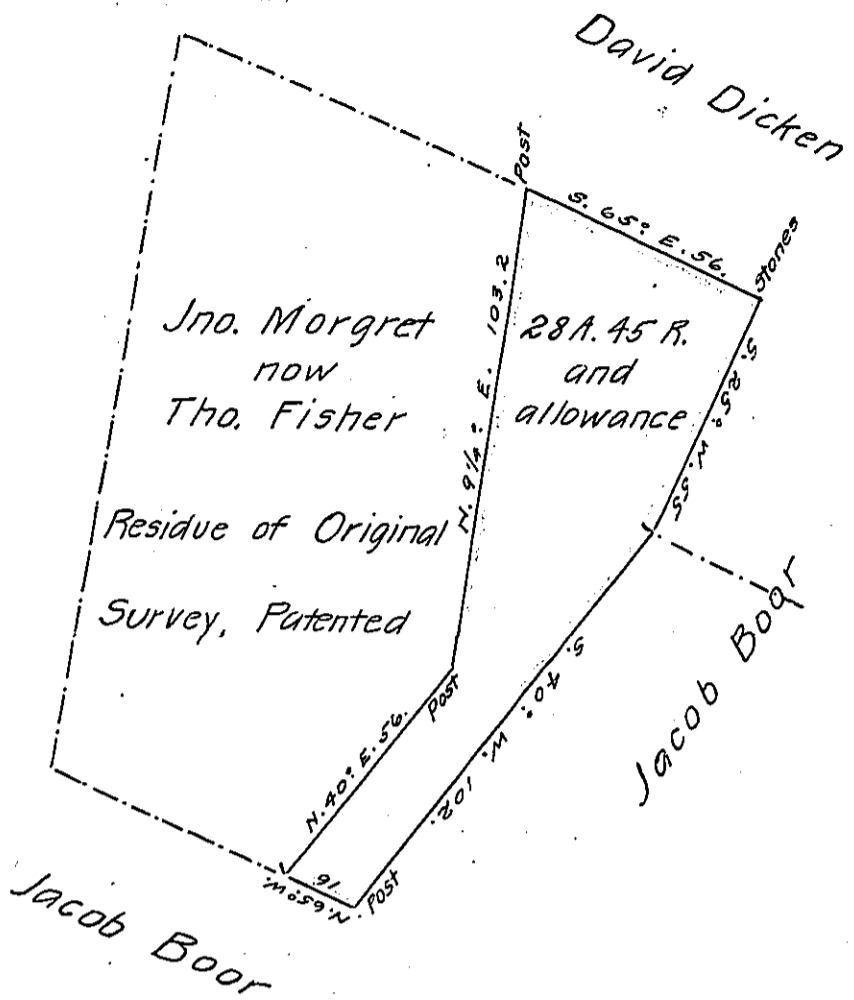 David Dicken
Post
S. 65° E. 56.
Stones
S. 25° W. 55
N. 9¼° E. 103.2
28A. 45 R.
and
allowance
Jno. Morgret
now
Tho. Fisher
Residue of Original
Survey, Patented
Jacob Boor
S. 40° W. 102.
Post
N. 40° E. 56.
N. 65° W. 16
Post
Jacob Boor